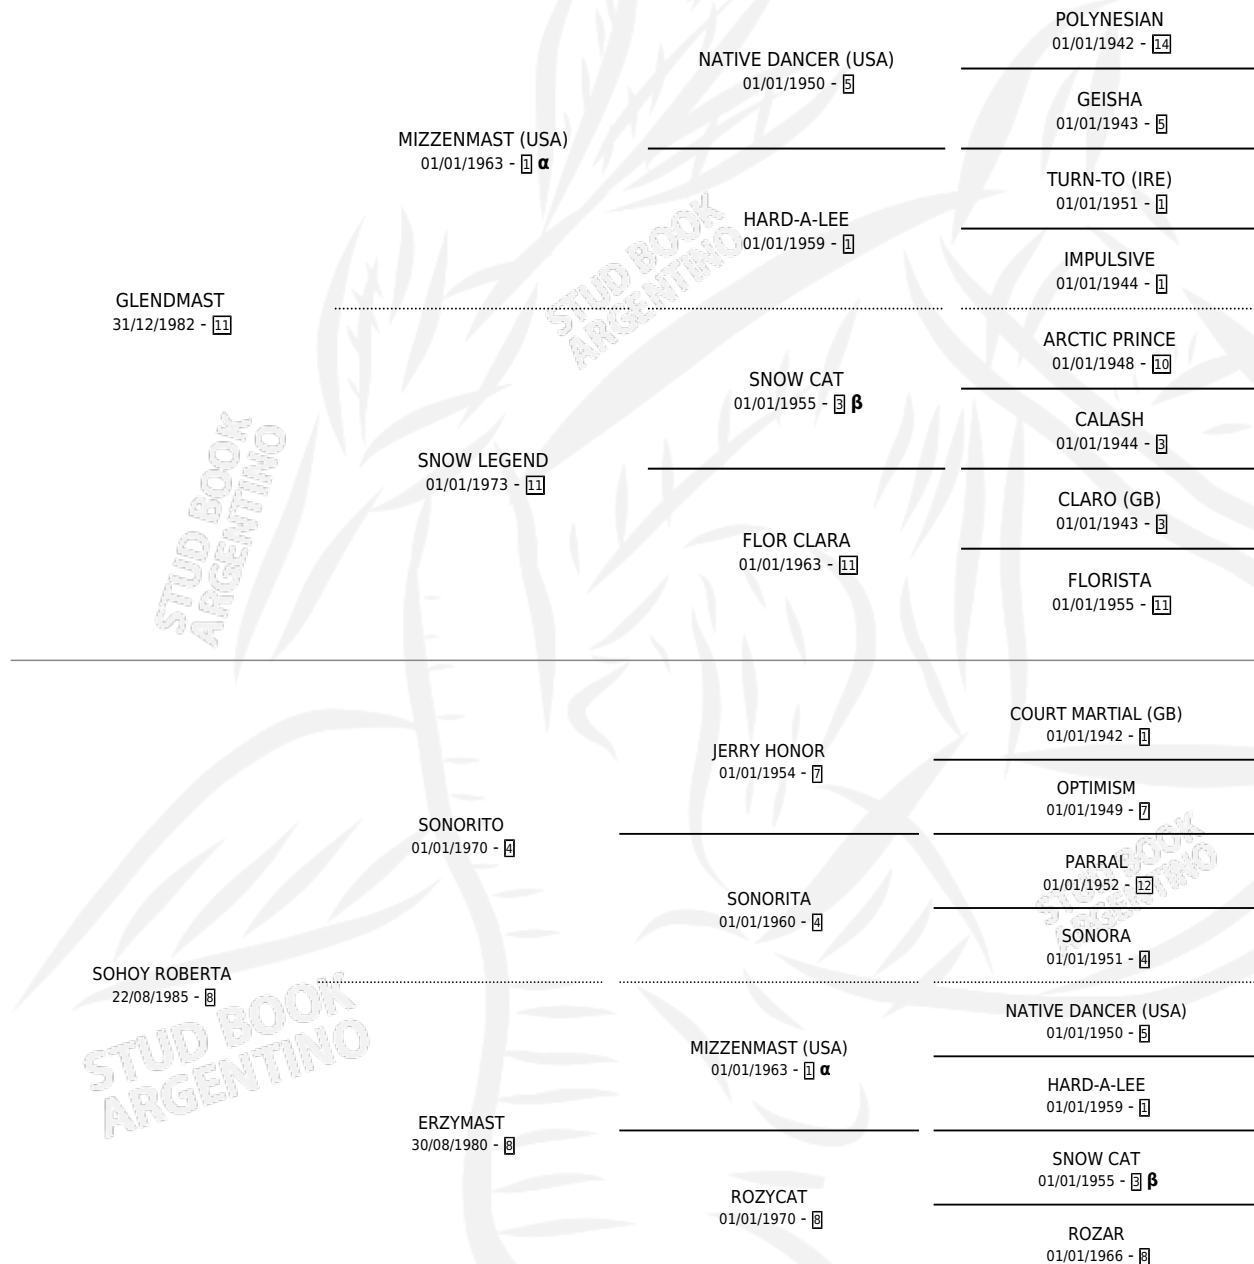 POLYNESIAN
01/01/1942 - 14
NATIVE DANCER (USA)
01/01/1950 - 5
GEISHA
01/01/1943 - 5
MIZZENMAST (USA)
01/01/1963 - 1 α
TURN-TO (IRE)
01/01/1951 - 1
HARD-A-LEE
01/01/1959 - 1
IMPULSIVE
01/01/1944 - 1
GLENDMAST
31/12/1982 - 11
ARCTIC PRINCE
01/01/1948 - 10
SNOW CAT
01/01/1955 - 3 β
CALASH
01/01/1944 - 3
SNOW LEGEND
01/01/1973 - 11
CLARO (GB)
01/01/1943 - 3
FLOR CLARA
01/01/1963 - 11
FLORISTA
01/01/1955 - 11
COURT MARTIAL (GB)
01/01/1942 - 1
JERRY HONOR
01/01/1954 - 7
OPTIMISM
01/01/1949 - 7
SONORITO
01/01/1970 - 4
PARRAL
01/01/1952 - 12
SONORITA
01/01/1960 - 4
SONORA
01/01/1951 - 4
SOHOY ROBERTA
22/08/1985 - 8
NATIVE DANCER (USA)
01/01/1950 - 5
MIZZENMAST (USA)
01/01/1963 - 1 α
HARD-A-LEE
01/01/1959 - 1
ERZYMAST
30/08/1980 - 8
SNOW CAT
01/01/1955 - 3 β
ROZYCAT
01/01/1970 - 8
ROZAR
01/01/1966 - 8
STUD BOOK
ARGENTINO
STUD BOOK
ARGENTINO
STUD BOOK
ARGENTINO
STUD BOOK
ARGENTINO